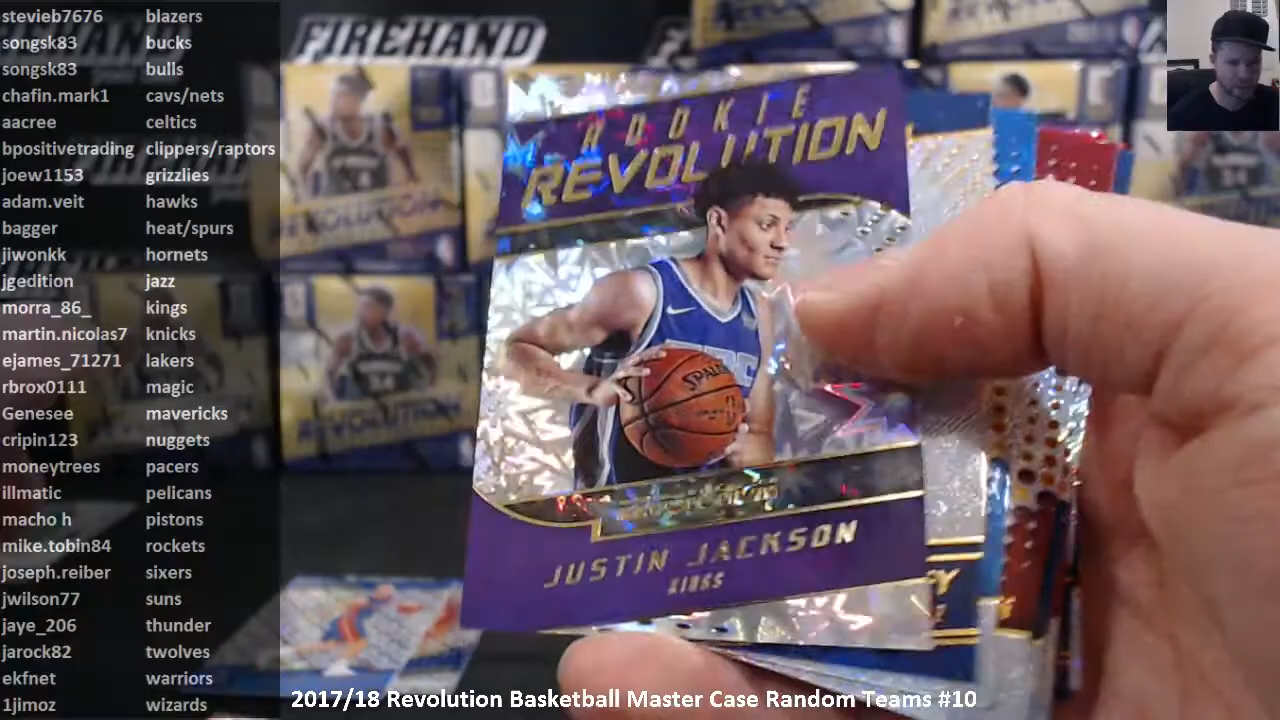 stevieb7676 blazers
songsk83 bucks
songsk83 bulls
chafin.mark1 cavs/nets
aacree celtics
bpositivetrading clippers/raptors
joew1153 grizzlies
adam.veit hawks
bagger heat/spurs
jiwonkk hornets
jgedition jazz
morra_86_ kings
martin.nicolas7 knicks
ejames_71271 lakers
rbrox0111 magic
Genesee mavericks
cripin123 nuggets
moneytrees pacers
illmatic pelicans
macho h pistons
mike.tobin84 rockets
joseph.reiber sixers
jwilson77 suns
jaye_206 thunder
jarock82 twolves
ekfnet warriors
1jimoz wizards
FIREHAND
ROOKIE
REVOLUTION
SPALDING
JUSTIN JACKSON
KINGS
REVOLUTION
REVOLUTION
2017/18 Revolution Basketball Master Case Random Teams #10